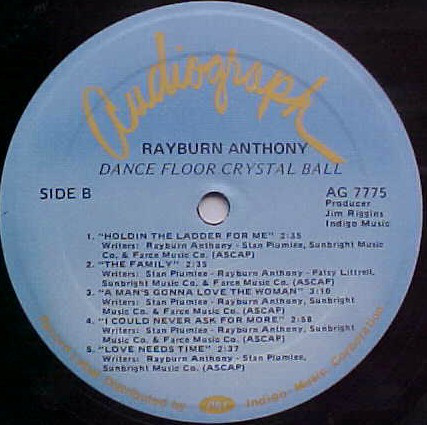 Audiograph
RAYBURN ANTHONY
DANCE FLOOR CRYSTAL BALL
SIDE B
AG 7775
Producer
Jim Riggins
Indigo Music
1. "HOLDIN THE LADDER FOR ME" 2:35
Writers: Rayburn Anthony - Stan Plumlee, Sunbright
Music Co. & Farce Music Co. (ASCAP)
2. "THE FAMILY" 2:35
Writers: Stan Plumlee - Rayburn Anthony - Patsy Littrell,
Sunbright Music Co. & Farce Music Co. (ASCAP)
3. "A MAN'S GONNA LOVE THE WOMAN" 3:16
Writers: Stan Plumlee - Rayburn Anthony, Sunbright
Music Co. & Farce Music Co. (ASCAP)
4. "I COULD NEVER ASK FOR MORE" 2:58
Writers: Stan Plumlee - Rayburn Anthony, Sunbright
Music Co. & Farce Music Co. (ASCAP)
5. "LOVE NEEDS TIME" 2:37
Writers: Rayburn Anthony - Stan Plumlee,
Sunbright Music Co. & Farce Music Co. (ASCAP)
Distributed by Indigo Music Corporation